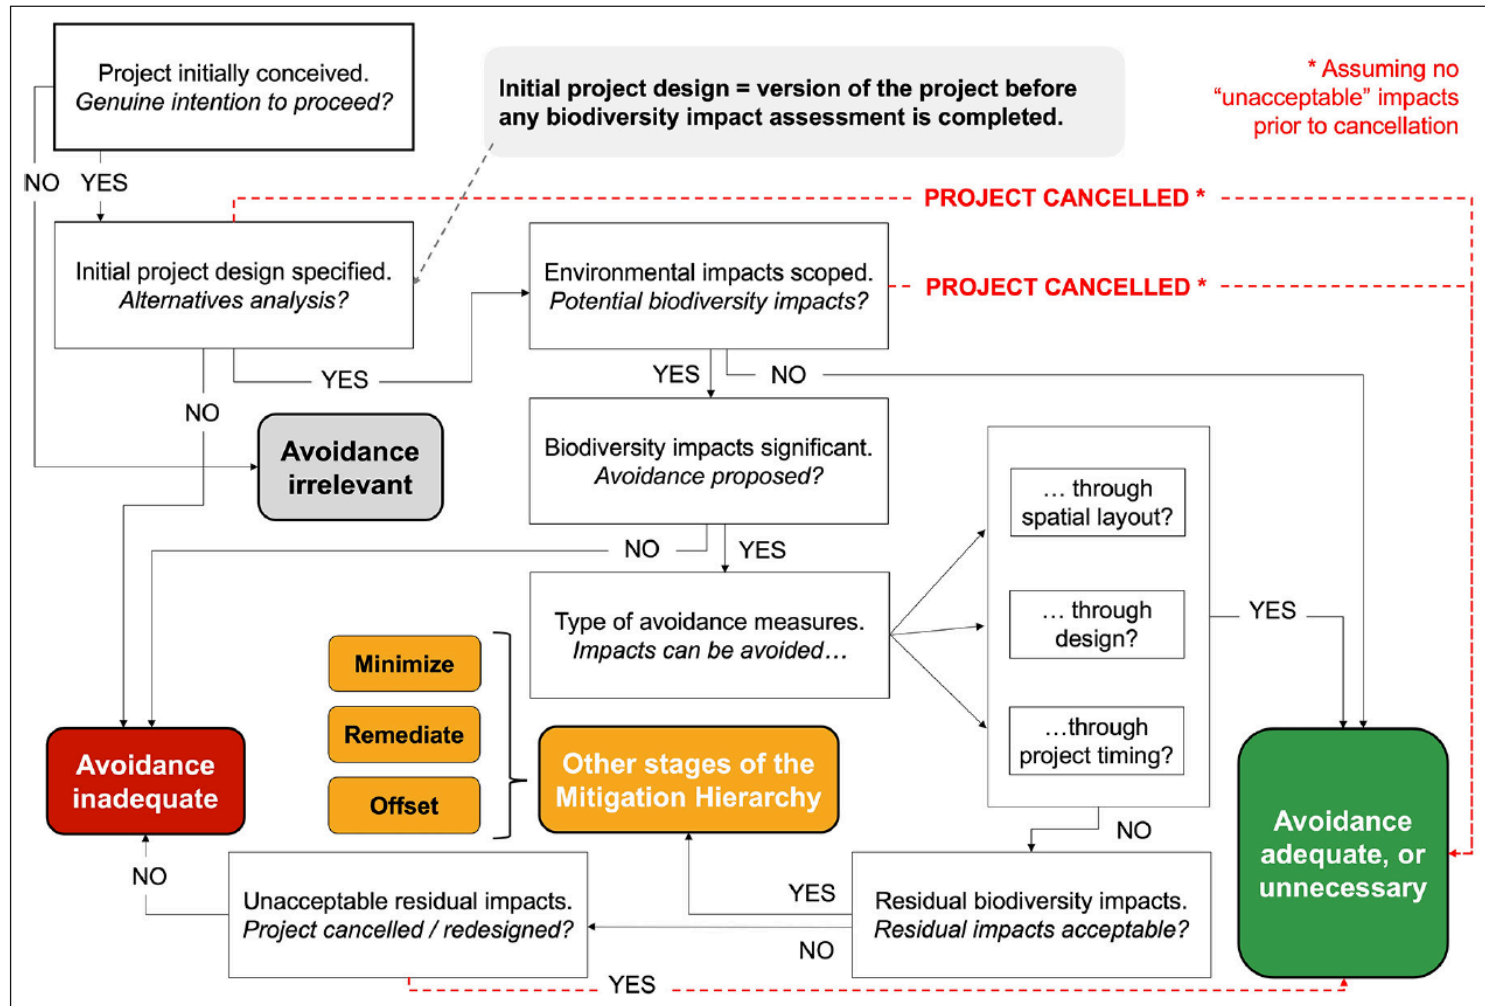 Project initially conceived.
Genuine intention to proceed?
Initial project design = version of the project before
any biodiversity impact assessment is completed.
* Assuming no
“unacceptable” impacts
prior to cancellation
NO
YES
PROJECT CANCELLED *
Initial project design specified.
Alternatives analysis?
Environmental impacts scoped.
Potential biodiversity impacts?
PROJECT CANCELLED *
YES
NO
YES
NO
Avoidance
irrelevant
Biodiversity impacts significant.
Avoidance proposed?
... through
spatial layout?
NO
YES
Type of avoidance measures.
Impacts can be avoided...
... through
design?
YES
Minimize
Remediate
Offset
Other stages of the
Mitigation Hierarchy
...through
project timing?
Avoidance
inadequate
NO
Avoidance
adequate, or
unnecessary
NO
Unacceptable residual impacts.
Project cancelled / redesigned?
YES
NO
Residual biodiversity impacts.
Residual impacts acceptable?
YES